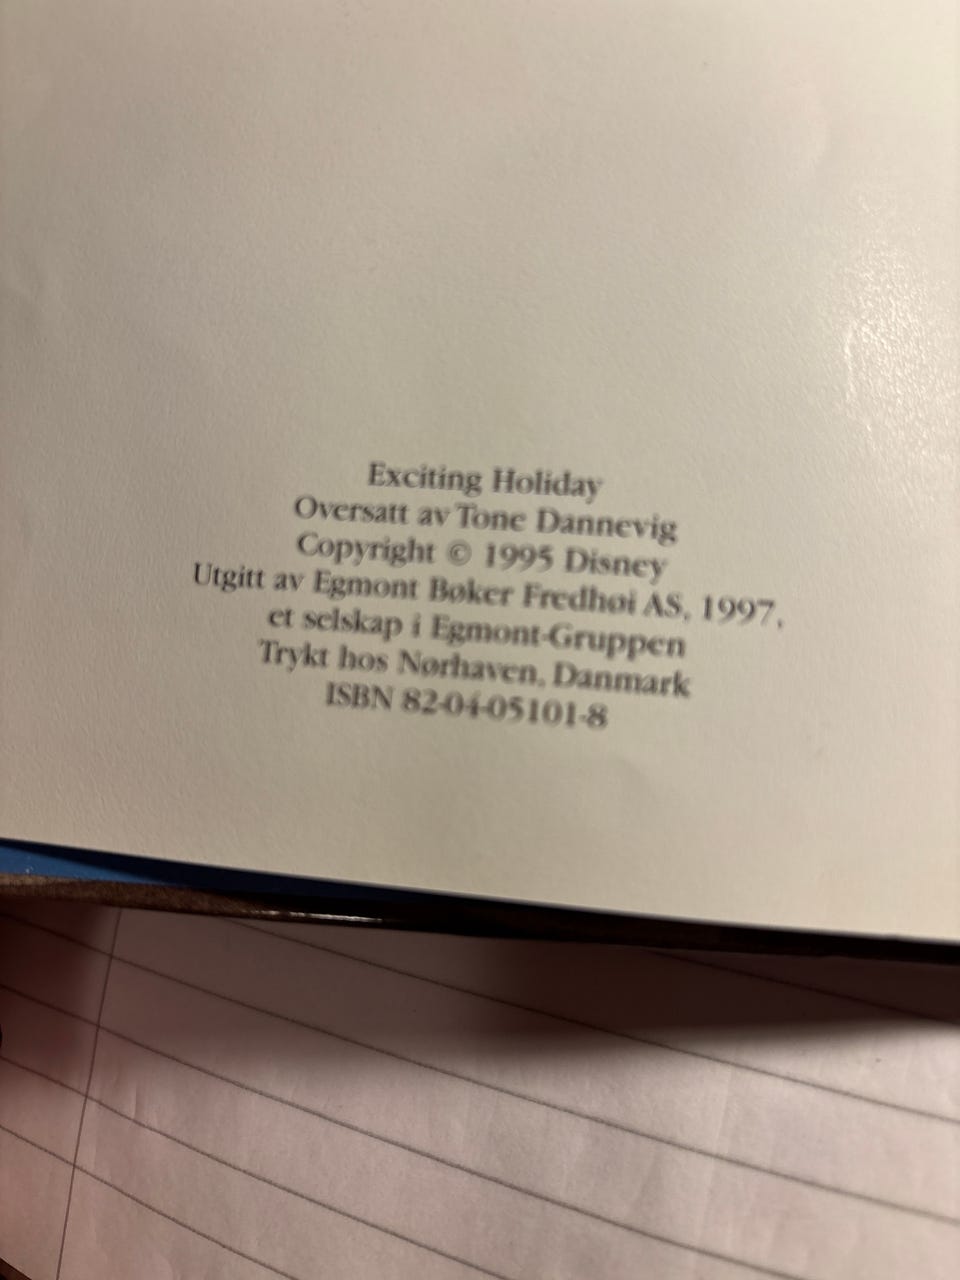 Exciting Holiday
Oversatt av Tone Dannevig
Copyright © 1995 Disney
Utgitt av Egmont Bøker Fredhøi AS, 1997,
et selskap i Egmont-Gruppen
Trykt hos Nørhaven, Danmark
ISBN 82-04-05101-8